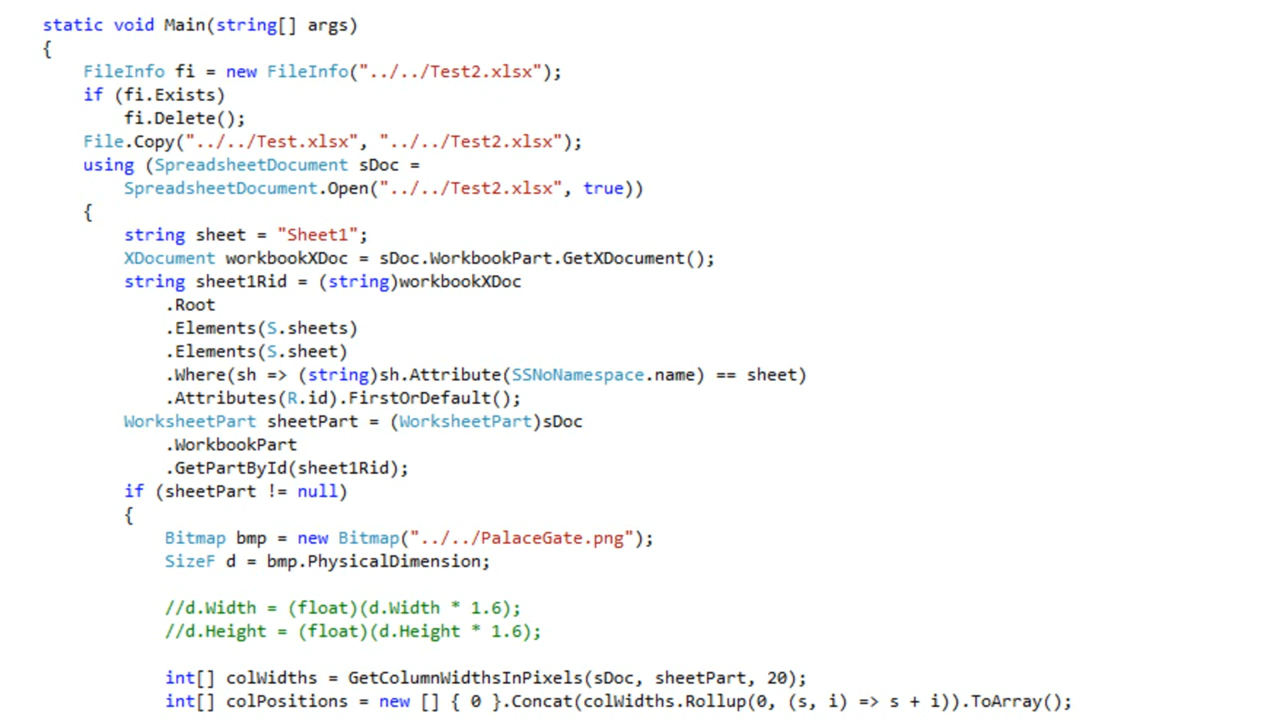 static void Main(string[] args)
{
    FileInfo fi = new FileInfo("../../Test2.xlsx");
    if (fi.Exists)
        fi.Delete();
    File.Copy("../../Test.xlsx", "../../Test2.xlsx");
    using (SpreadsheetDocument sDoc =
        SpreadsheetDocument.Open("../../Test2.xlsx", true))
    {
        string sheet = "Sheet1";
        XDocument workbookXDoc = sDoc.WorkbookPart.GetXDocument();
        string sheet1Rid = (string)workbookXDoc
            .Root
            .Elements(S.sheets)
            .Elements(S.sheet)
            .Where(sh => (string)sh.Attribute(SSNoNamespace.name) == sheet)
            .Attributes(R.id).FirstOrDefault();
        WorksheetPart sheetPart = (WorksheetPart)sDoc
            .WorkbookPart
            .GetPartById(sheet1Rid);
        if (sheetPart != null)
        {
            Bitmap bmp = new Bitmap("../../PalaceGate.png");
            SizeF d = bmp.PhysicalDimension;

            //d.Width = (float)(d.Width * 1.6);
            //d.Height = (float)(d.Height * 1.6);

            int[] colWidths = GetColumnWidthsInPixels(sDoc, sheetPart, 20);
            int[] colPositions = new [] { 0 }.Concat(colWidths.Rollup(0, (s, i) => s + i)).ToArray();